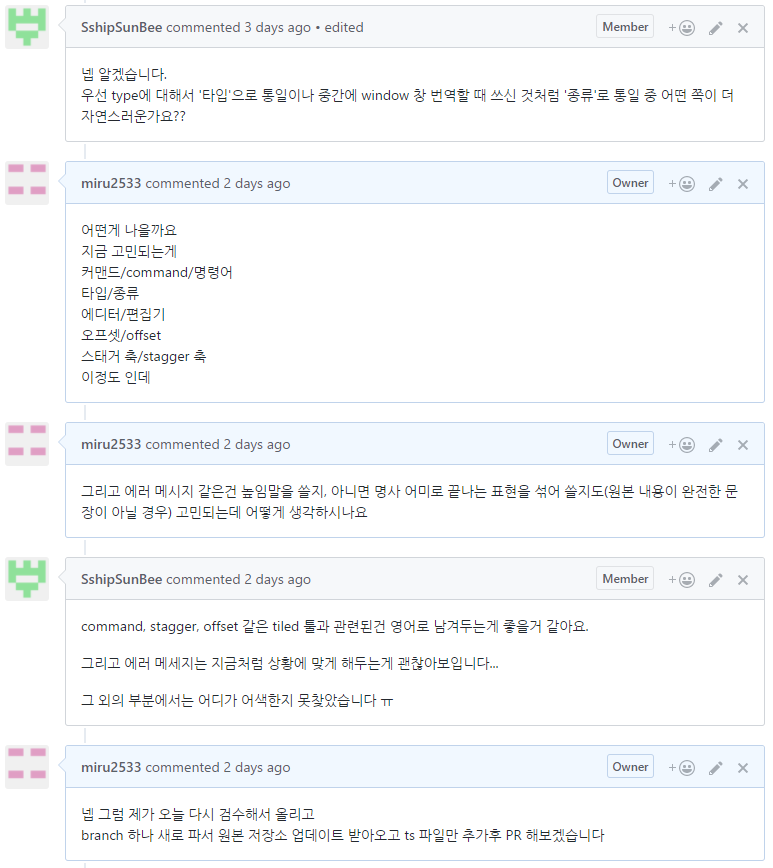 SshipSunBee commented 3 days ago • edited
Member
넵 알겠습니다.
우선 type에 대해서 '타입'으로 통일이나 중간에 window 창 번역할 때 쓰신 것처럼 '종류'로 통일 중 어떤 쪽이 더
자연스러운가요??
miru2533 commented 2 days ago
Owner
어떤게 나을까요
지금 고민되는게
커맨드/command/명령어
타입/종류
에디터/편집기
오프셋/offset
스태거 축/stagger 축
이정도 인데
miru2533 commented 2 days ago
Owner
그리고 에러 메시지 같은건 높임말을 쓸지, 아니면 명사 어미로 끝나는 표현을 섞어 쓸지도(원본 내용이 완전한 문
장이 아닐 경우) 고민되는데 어떻게 생각하시나요
SshipSunBee commented 2 days ago
Member
command, stagger, offset 같은 tiled 툴과 관련된건 영어로 남겨두는게 좋을거 같아요.
그리고 에러 메세지는 지금처럼 상황에 맞게 해두는게 괜찮아보입니다...
그 외의 부분에서는 어디가 어색한지 못찾았습니다 ㅠ
miru2533 commented 2 days ago
Owner
넵 그럼 제가 오늘 다시 검수해서 올리고
branch 하나 새로 파서 원본 저장소 업데이트 받아오고 ts 파일만 추가후 PR 해보겠습니다